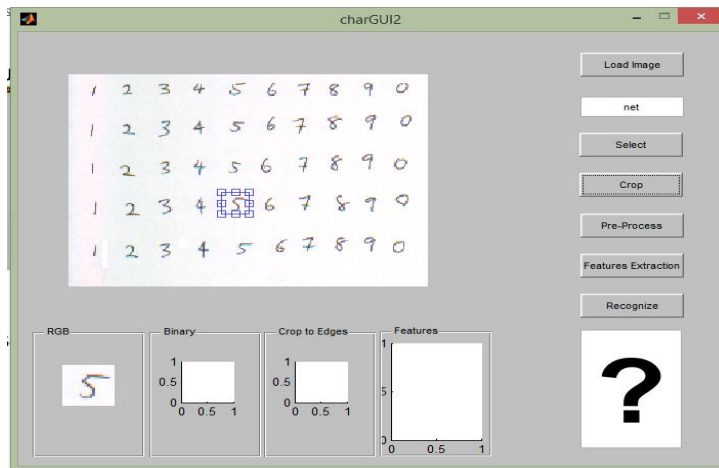 charGUI2
Load Image
net
Select
Crop
Pre-Process
Features Extraction
Recognize
1 2 3 4 5 6 7 8 9 0
1 2 3 4 5 6 7 8 9 0
1 2 3 4 5 6 7 8 9 0
1 2 3 4 5 6 7 8 9 0
1 2 3 4 5 6 7 8 9 0
RGB
5
Binary
1
0.5
0
0 0.5 1
Crop to Edges
1
0.5
0
0 0.5 1
Features
1
5
0
0 0.5 1
?